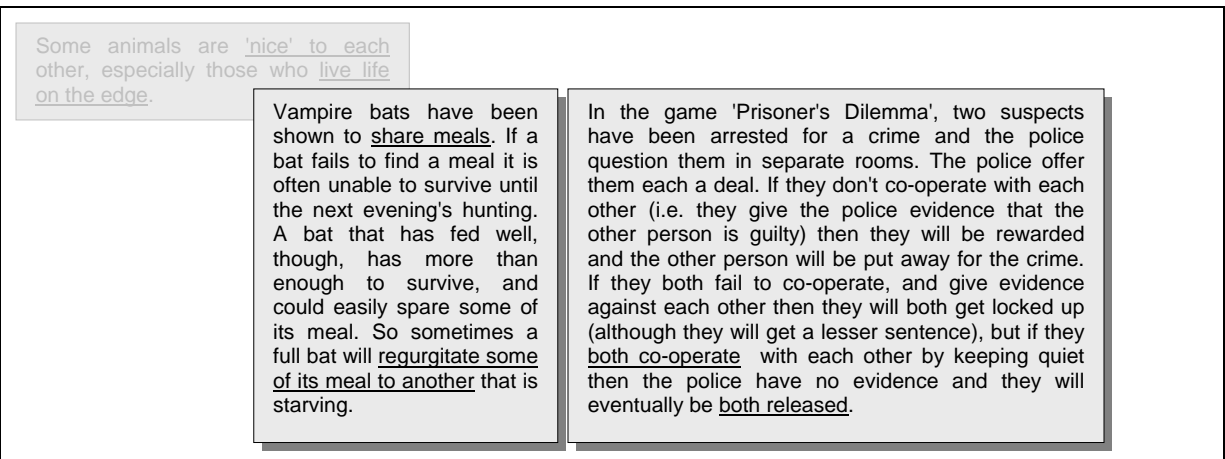 Some animals are 'nice' to each
other, especially those who live life
on the edge.
Vampire bats have been
shown to share meals. If a
bat fails to find a meal it is
often unable to survive until
the next evening's hunting.
A bat that has fed well,
though, has more than
enough to survive, and
could easily spare some of
its meal. So sometimes a
full bat will regurgitate some
of its meal to another that is
starving.
In the game 'Prisoner's Dilemma', two suspects
have been arrested for a crime and the police
question them in separate rooms. The police offer
them each a deal. If they don't co-operate with each
other (i.e. they give the police evidence that the
other person is guilty) then they will be rewarded
and the other person will be put away for the crime.
If they both fail to co-operate, and give evidence
against each other then they will both get locked up
(although they will get a lesser sentence), but if they
both co-operate with each other by keeping quiet
then the police have no evidence and they will
eventually be both released.